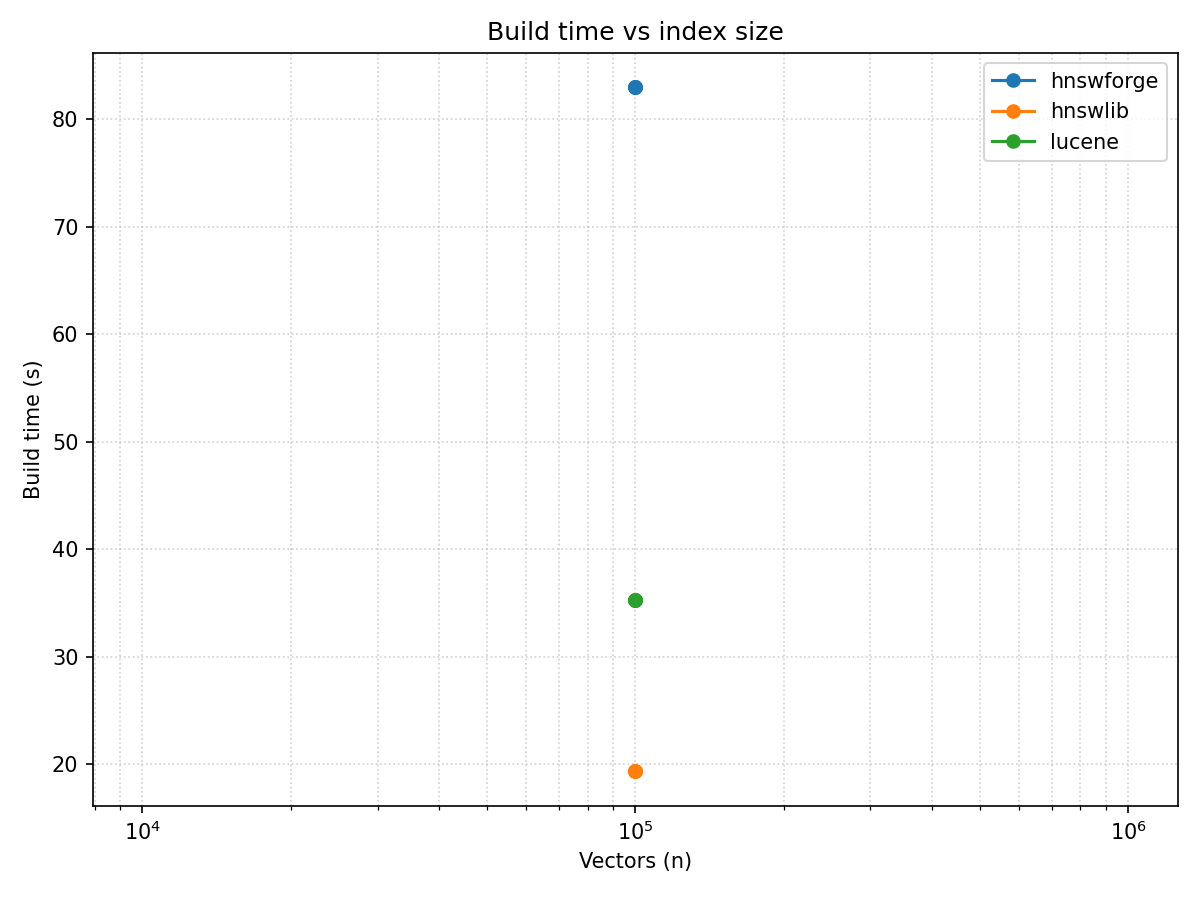 Build time vs index size
hnswforge
hnswlib
lucene
80
70
60
50
40
30
20
Build time (s)
10⁴
10⁵
10⁶
Vectors (n)